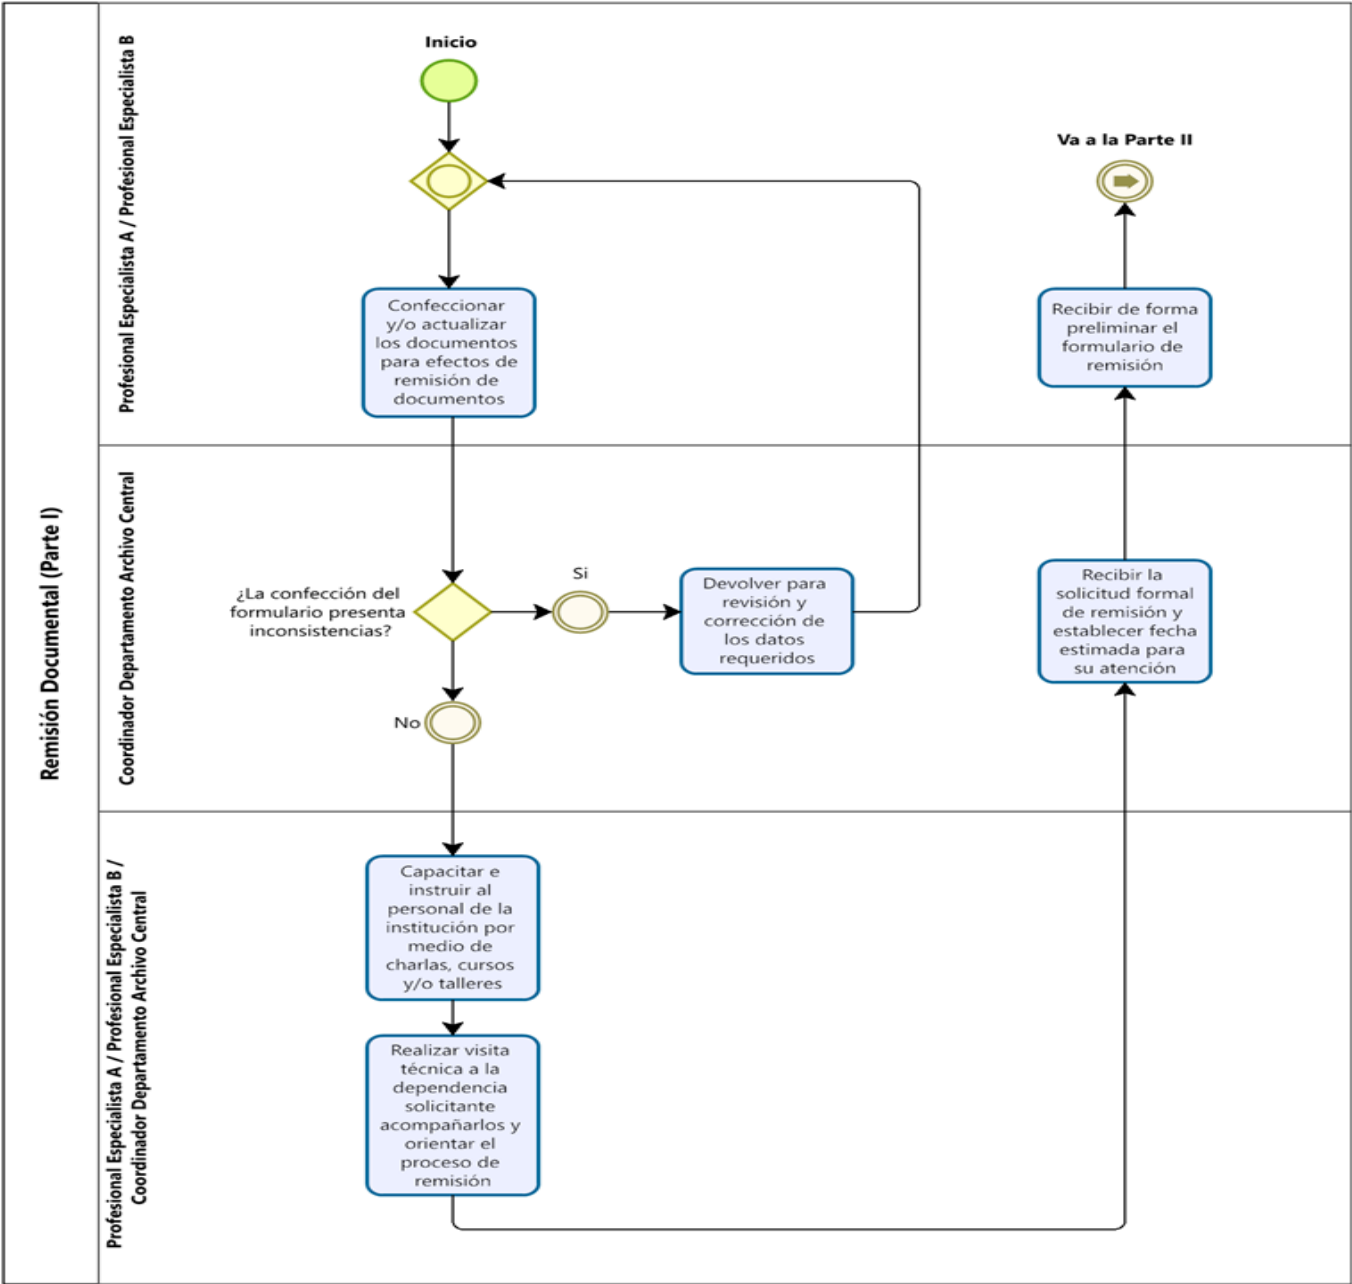 Remisión Documental (Parte I)
Profesional Especialista A / Profesional Especialista B
Inicio
Confeccionar
y/o actualizar
los documentos
para efectos de
remisión de
documentos
Va a la Parte II
Recibir de forma
preliminar el
formulario de
remisión
Coordinador Departamento Archivo Central
¿La confección del
formulario presenta
inconsistencias?
Si
Devolver para
revisión y
corrección de
los datos
requeridos
No
Recibir la
solicitud formal
de remisión y
establecer fecha
estimada para
su atención
Profesional Especialista A / Profesional Especialista B /
Coordinador Departamento Archivo Central
Capacitar e
instruir al
personal de la
institución por
medio de
charlas, cursos
y/o talleres
Realizar visita
técnica a la
dependencia
solicitante
acompañarlos y
orientar el
proceso de
remisión